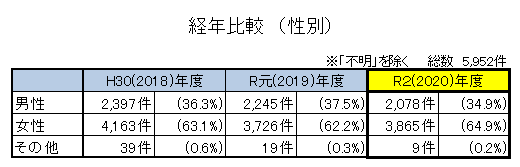 経年比較 (性別)
※「不明」を除く 総数 5,952件
H30(2018)年度 R元(2019)年度 R2(2020)年度
男性 2,397件 (36.3%) 2,245件 (37.5%) 2,078件 (34.9%)
女性 4,163件 (63.1%) 3,726件 (62.2%) 3,865件 (64.9%)
その他 39件 (0.6%) 19件 (0.3%) 9件 (0.2%)